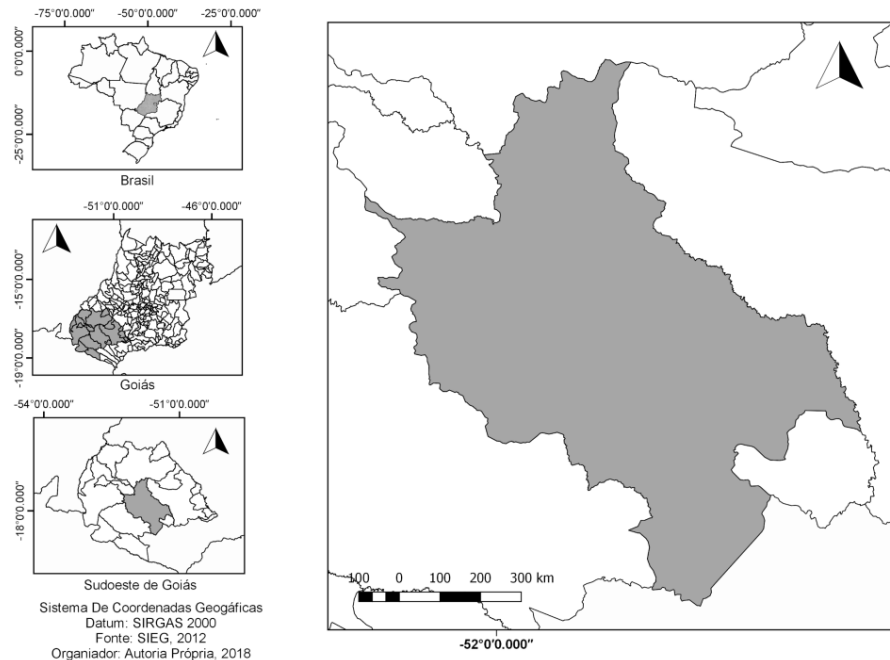 -75°0'0.000" -50°0'0.000" -25°0'0.000"
0°0'0.000"
-25°0'0.000"
Brasil
-51°0'0.000" -46°0'0.000"
-15°0'0.000"
-19°0'0.000"
Goiás
-54°0'0.000" -51°0'0.000"
-18°0'0.000"
Sudoeste de Goiás
Sistema De Coordenadas Geogáficas
Datum: SIRGAS 2000
Fonte: SIEG, 2012
Organiador: Autoria Própria, 2018
100 0 100 200 300 km
-52°0'0.000"